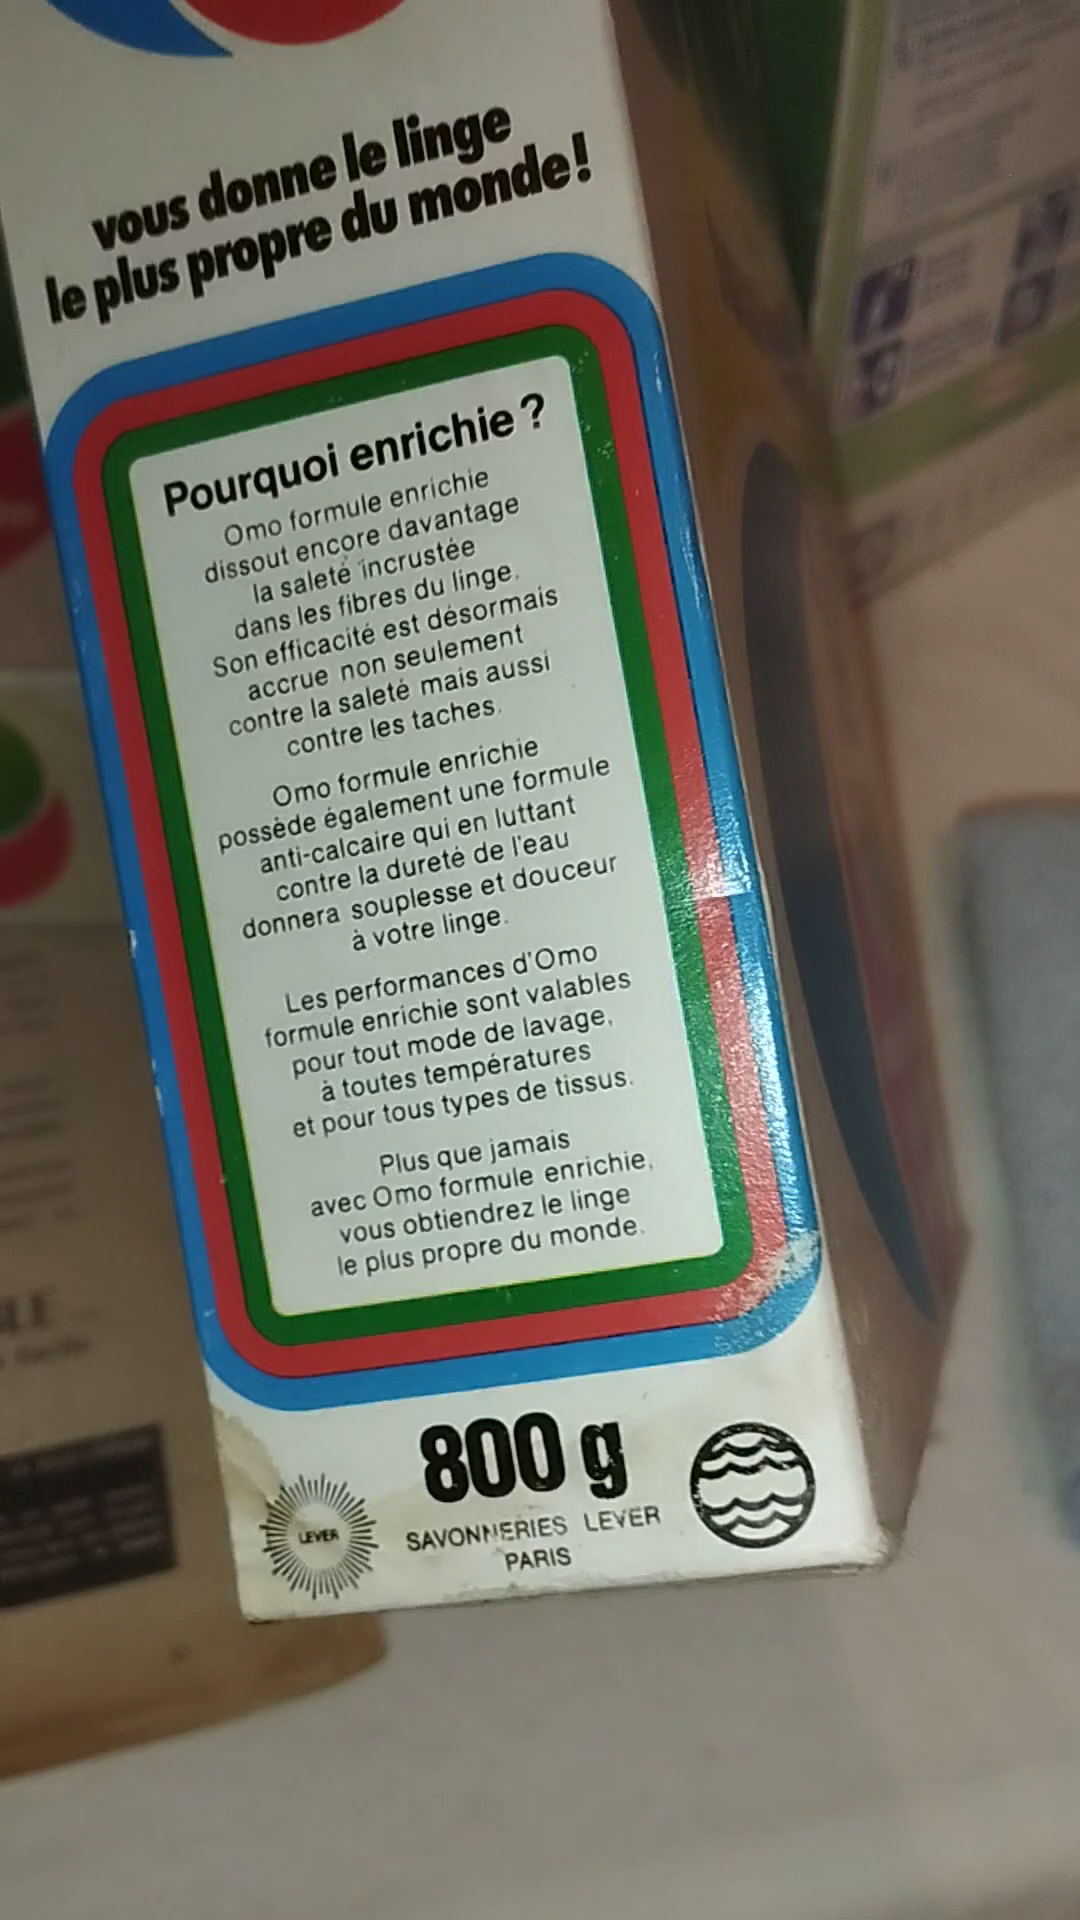 vous donne le linge
le plus propre du monde!
Pourquoi enrichie ?
Omo formule enrichie
dissout encore davantage
la saleté incrustée
dans les fibres du linge.
Son efficacité est désormais
accrue non seulement
contre la saleté mais aussi
contre les taches.
Omo formule enrichie
possède également une formule
anti-calcaire qui en luttant
contre la dureté de l'eau
donnera souplesse et douceur
à votre linge.
Les performances d'Omo
formule enrichie sont valables
pour tout mode de lavage,
à toutes températures
et pour tous types de tissus.
Plus que jamais
avec Omo formule enrichie,
vous obtiendrez le linge
le plus propre du monde.
800 g
LEVER
SAVONNERIES LEVER
PARIS